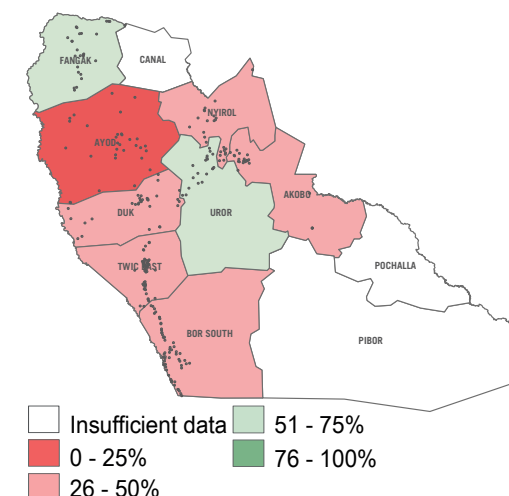 FANGAK
CANAL
NYIROL
AYOD
AKOBO
DUK
UROR
TWIC EAST
POCHALLA
BOR SOUTH
PIBOR
Insufficient data
51 - 75%
0 - 25%
76 - 100%
26 - 50%